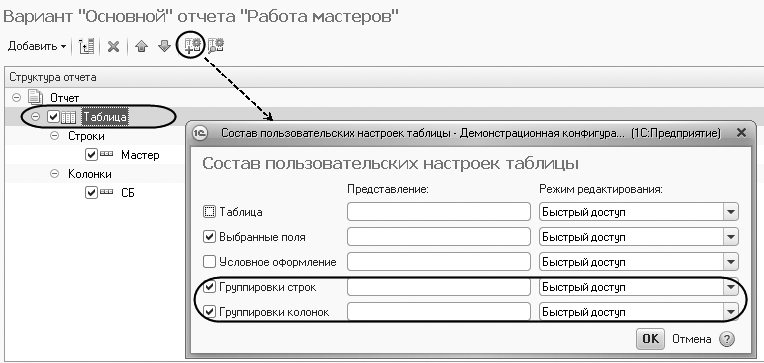 Вариант "Основной" отчета "Работа мастеров"
Добавить
Структура отчета
Отчет
Таблица
Строки
Мастер
Колонки
СБ
1С Состав пользовательских настроек таблицы - Демонстрационная конфигура... (1С:Предприятие)
Состав пользовательских настроек таблицы
Представление: Режим редактирования:
Таблица Быстрый доступ
Выбранные поля Быстрый доступ
Условное оформление Быстрый доступ
Группировки строк Быстрый доступ
Группировки колонок Быстрый доступ
ОК Отмена ?